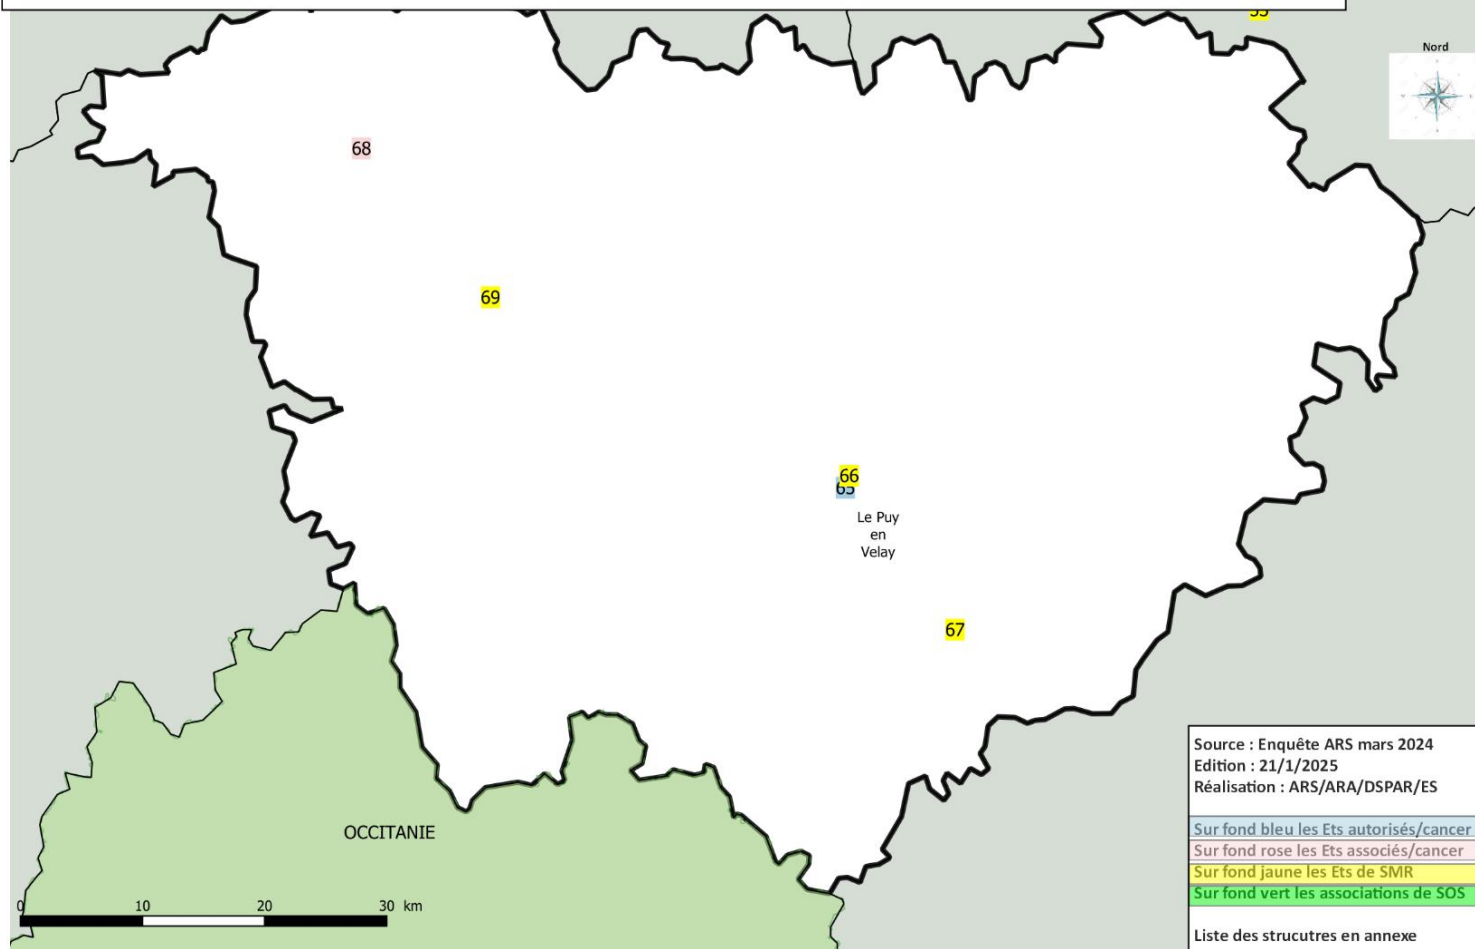 55
Nord
68
69
66
65
Le Puy
en
Velay
67
OCCITANIE
0 10 20 30 km
Source : Enquête ARS mars 2024
Edition : 21/1/2025
Réalisation : ARS/ARA/DSPAR/ES
Sur fond bleu les Ets autorisés/cancer
Sur fond rose les Ets associés/cancer
Sur fond jaune les Ets de SMR
Sur fond vert les associations de SOS
Liste des strucutres en annexe